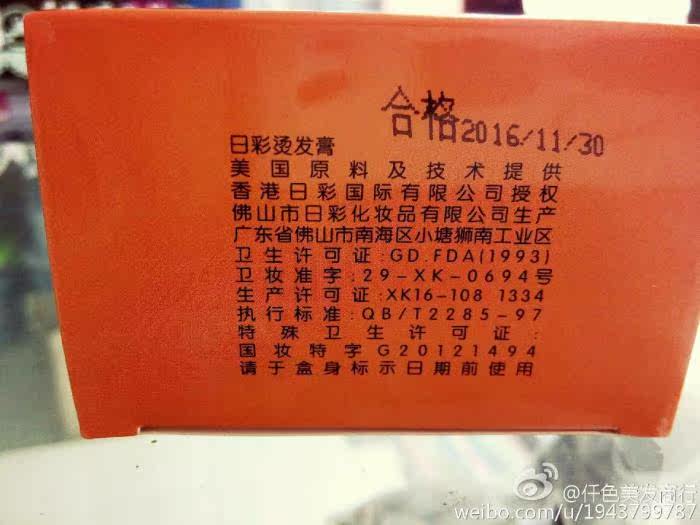 合格2016/11/30
日彩烫发膏
美国原料及技术提供
香港日彩国际有限公司授权
佛山市日彩化妆品有限公司生产
广东省佛山市南海区小塘狮南工业区
卫生许可证:GD.FDA(1993)
卫妆准字:29-XK-0694号
生产许可证:XK16-108 1334
执行标准:QB/T2285-97
特殊卫生许可证:
国妆特字G20121494
请于盒身标示日期前使用
@仟色美发商行
weibo.com/u/1943799787